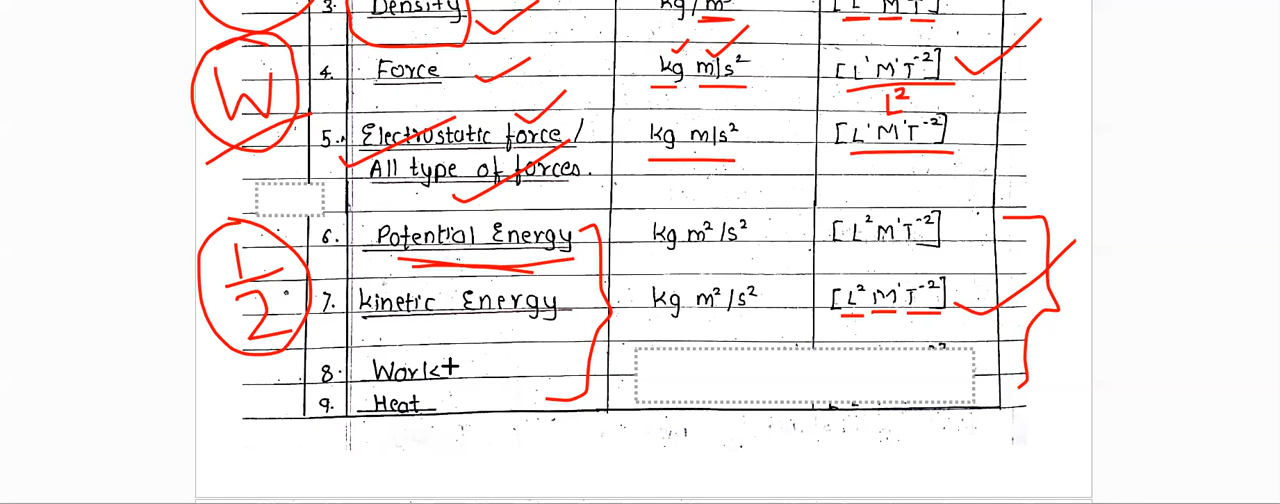 3. Density kg/m [L M T]
W
4. Force kg m/s² [L¹M¹T⁻²]
L²
5. Electrostatic force / kg m/s² [L¹M¹T⁻²]
All type of forces.
6. Potential Energy kg m²/s² [L²M¹T⁻²]
1/2
7. Kinetic Energy kg m²/s² [L²M¹T⁻²]
8. Work+
9. Heat